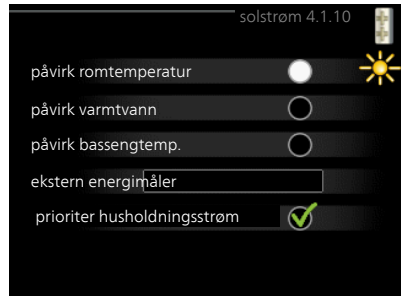 solstrøm 4.1.10
påvirk romtemperatur
påvirk varmtvann
påvirk bassengtemp.
ekstern energimåler
prioriter husholdningsstrøm